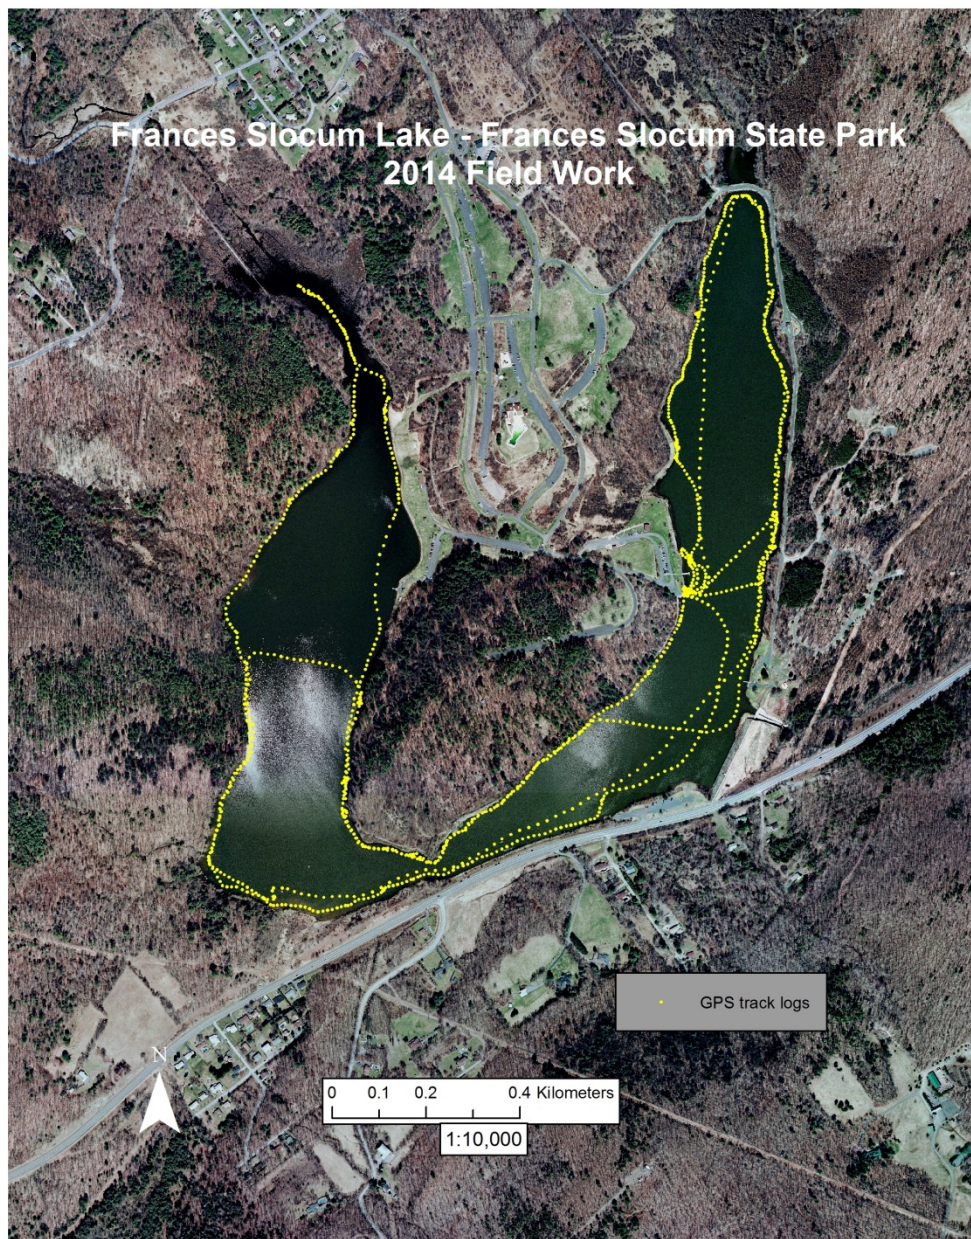 Frances Slocum Lake - Frances Slocum State Park
2014 Field Work
GPS track logs
N
0 0.1 0.2 0.4 Kilometers
1:10,000